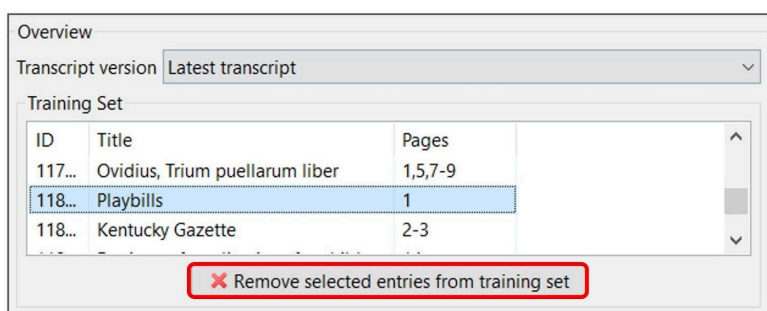 Overview
Transcript version Latest transcript
Training Set
ID Title Pages
117... Ovidius, Trium puellarum liber 1,5,7-9
118... Playbills 1
118... Kentucky Gazette 2-3
Remove selected entries from training set